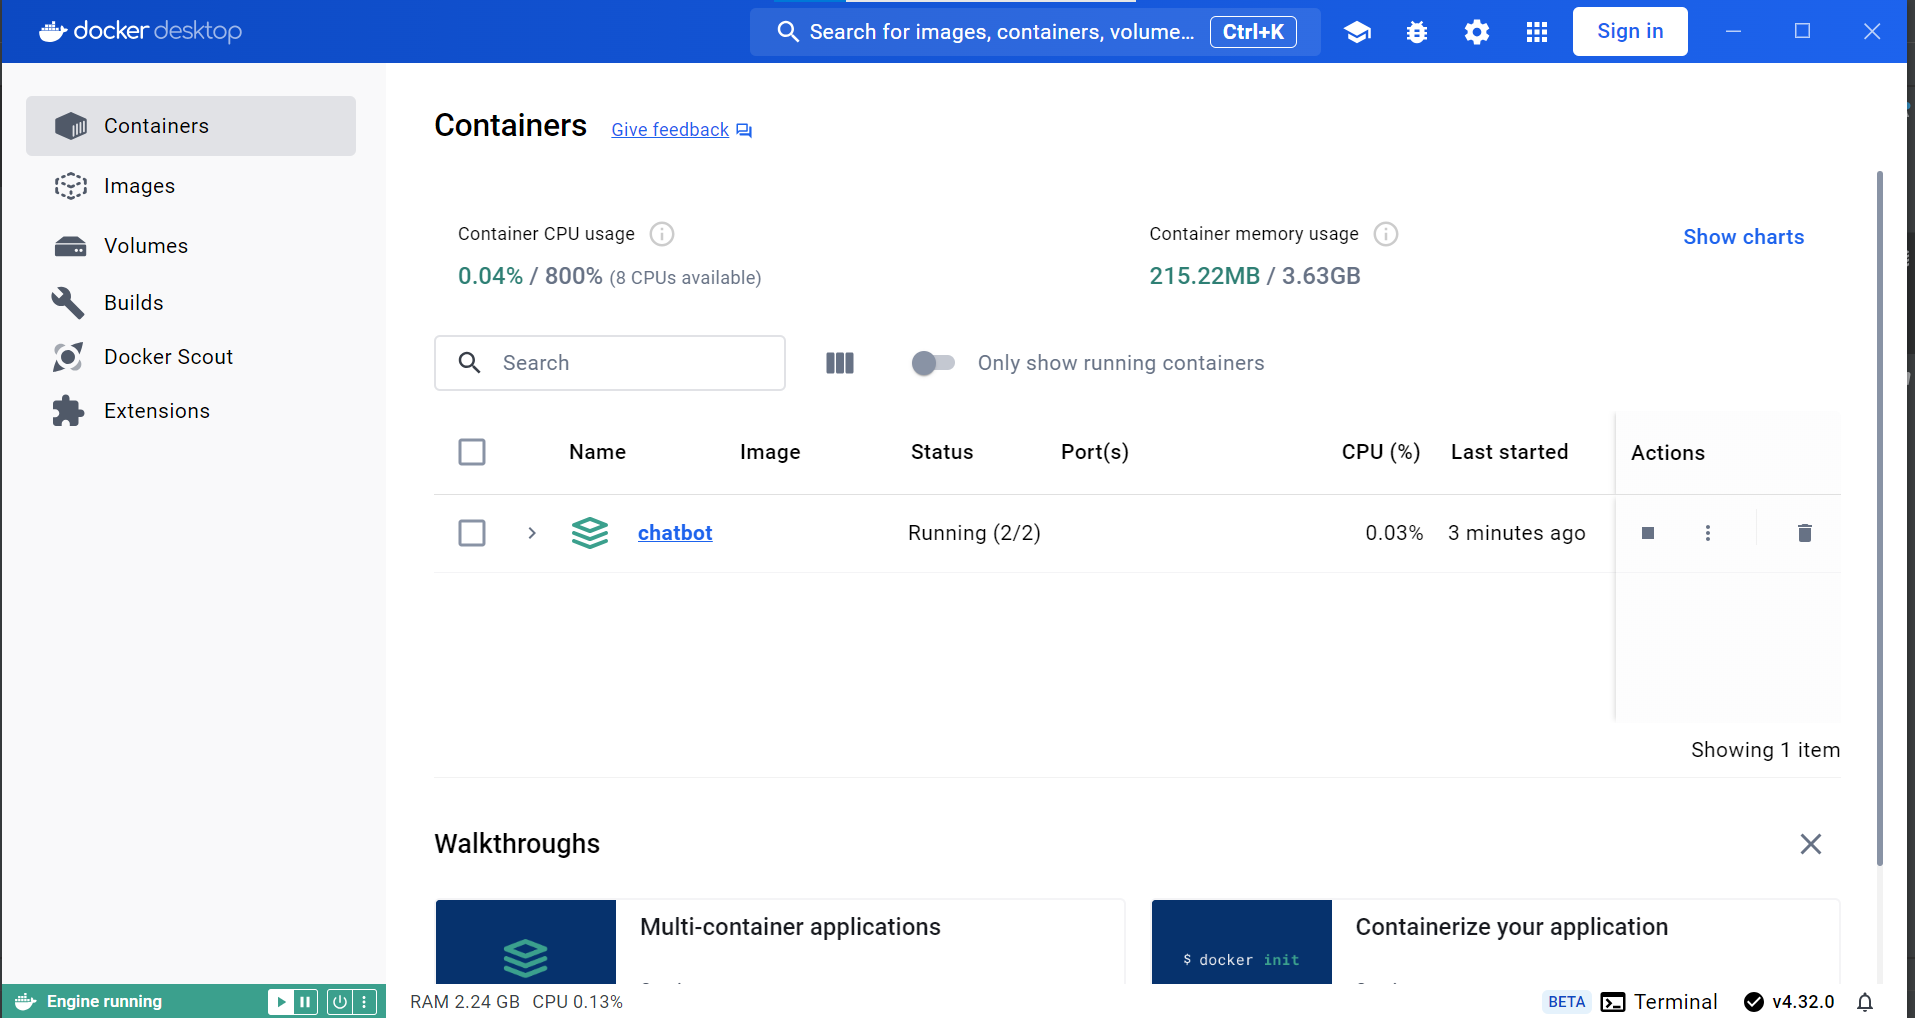 docker desktop
Search for images, containers, volume... Ctrl+K
Sign in
Containers
Images
Volumes
Builds
Docker Scout
Extensions
Containers Give feedback
Container CPU usage
0.04% / 800% (8 CPUs available)
Container memory usage
215.22MB / 3.63GB
Show charts
Search
Only show running containers
Name Image Status Port(s) CPU (%) Last started Actions
chatbot Running (2/2) 0.03% 3 minutes ago
Showing 1 item
Walkthroughs
Multi-container applications
$ docker init
Containerize your application
Engine running
RAM 2.24 GB CPU 0.13%
BETA Terminal v4.32.0